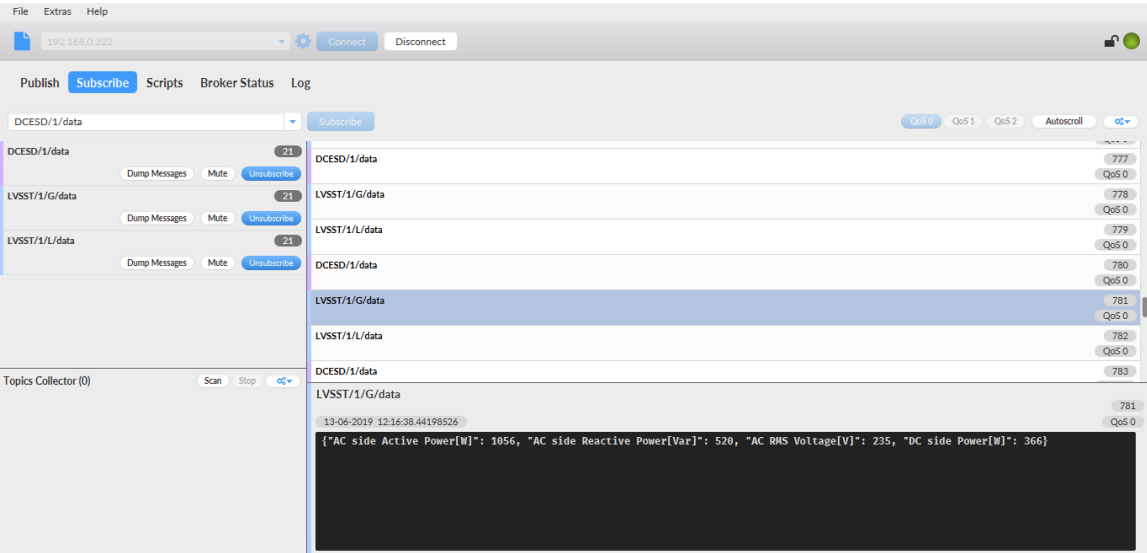 File Extras Help
192.168.0.222 Connect Disconnect
Publish Subscribe Scripts Broker Status Log
DCESD/1/data Subscribe QoS 0 QoS 1 QoS 2 Autoscroll
DCESD/1/data 21
Dump Messages Mute Unsubscribe
LVSST/1/G/data 21
Dump Messages Mute Unsubscribe
LVSST/1/L/data 21
Dump Messages Mute Unsubscribe
DCESD/1/data 777
QoS 0
LVSST/1/G/data 778
QoS 0
LVSST/1/L/data 779
QoS 0
DCESD/1/data 780
QoS 0
LVSST/1/G/data 781
QoS 0
LVSST/1/L/data 782
QoS 0
DCESD/1/data 783
Topics Collector (0) Scan Stop
LVSST/1/G/data 781
13-06-2019 12:16:38.44198526 QoS 0
{"AC side Active Power[W]": 1056, "AC side Reactive Power[Var]": 520, "AC RMS Voltage[V]": 235, "DC side Power[W]": 366}